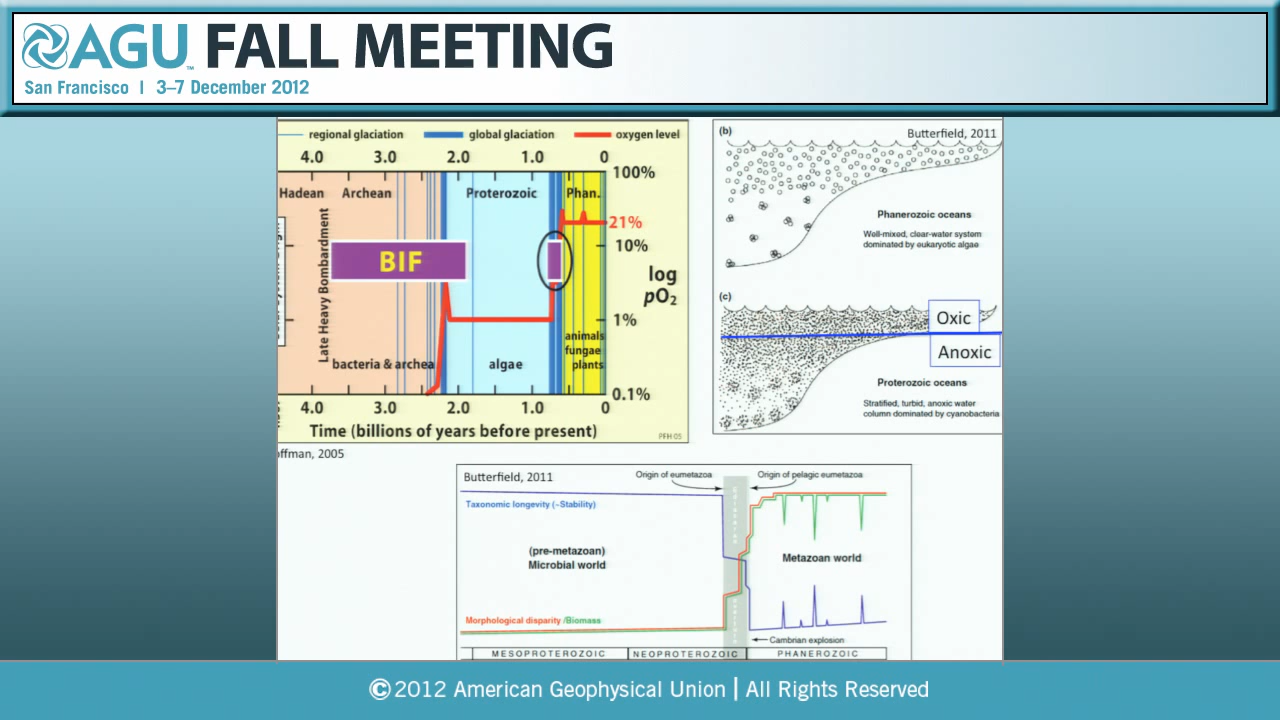 AGU FALL MEETING
San Francisco | 3–7 December 2012
regional glaciation global glaciation oxygen level
4.0 3.0 2.0 1.0 0
100%
Hadean Archean Proterozoic Phan.
21%
10%
BIF
log
pO2
Late Heavy Bombardment
1%
animals
fungae
plants
bacteria & archea algae
0.1%
4.0 3.0 2.0 1.0 0
Time (billions of years before present)
PFH 05
offman, 2005
(b) Butterfield, 2011
Phanerozoic oceans
Well-mixed, clear-water system
dominated by eukaryotic algae
(c)
Oxic
Anoxic
Proterozoic oceans
Stratified, turbid, anoxic water
column dominated by cyanobacteria
Butterfield, 2011
Origin of eumetazoa Origin of pelagic eumetazoa
Taxonomic longevity (~Stability)
(pre-metazoan)
Microbial world
Metazoan world
Morphological disparity /Biomass
Cambrian explosion
MESOPROTEROZOIC NEOPROTEROZOIC PHANEROZOIC
©2012 American Geophysical Union | All Rights Reserved